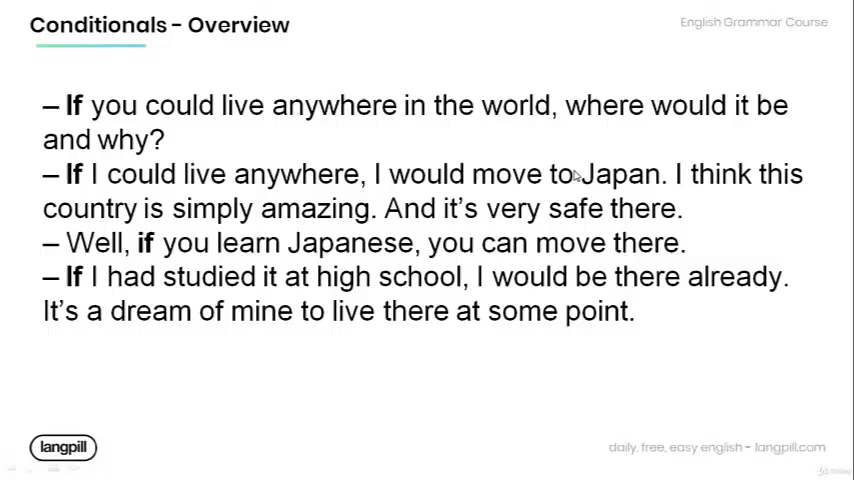 Conditionals – Overview
English Grammar Course
– If you could live anywhere in the world, where would it be
and why?
– If I could live anywhere, I would move to Japan. I think this
country is simply amazing. And it’s very safe there.
– Well, if you learn Japanese, you can move there.
– If I had studied it at high school, I would be there already.
It’s a dream of mine to live there at some point.
langpill
daily, free, easy english – langpill.com